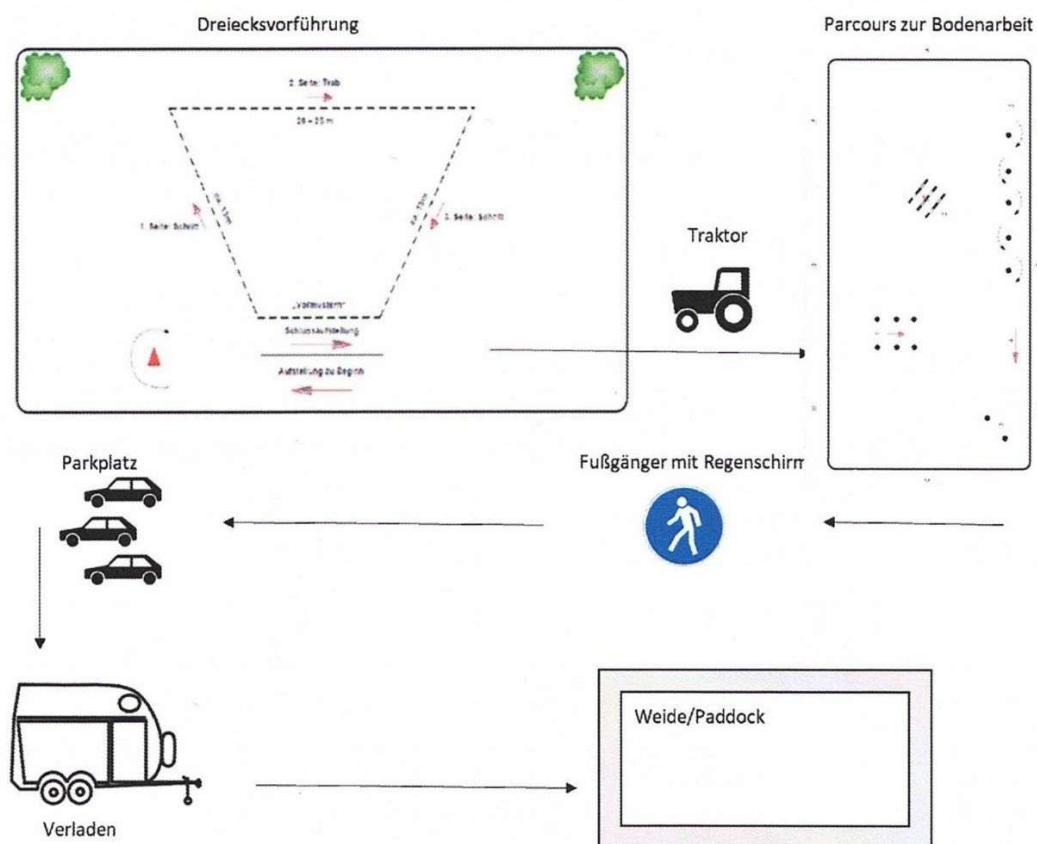 Dreiecksvorführung
Parcours zur Bodenarbeit
2. Seite: Trab
1. Seite: Schritt
3. Seite: Schritt
Traktor
„Vormustern“
Schlussaufstellung
Aufstellung zu Beginn
Parkplatz
Fußgänger mit Regenschirm
Weide/Paddock
Verladen